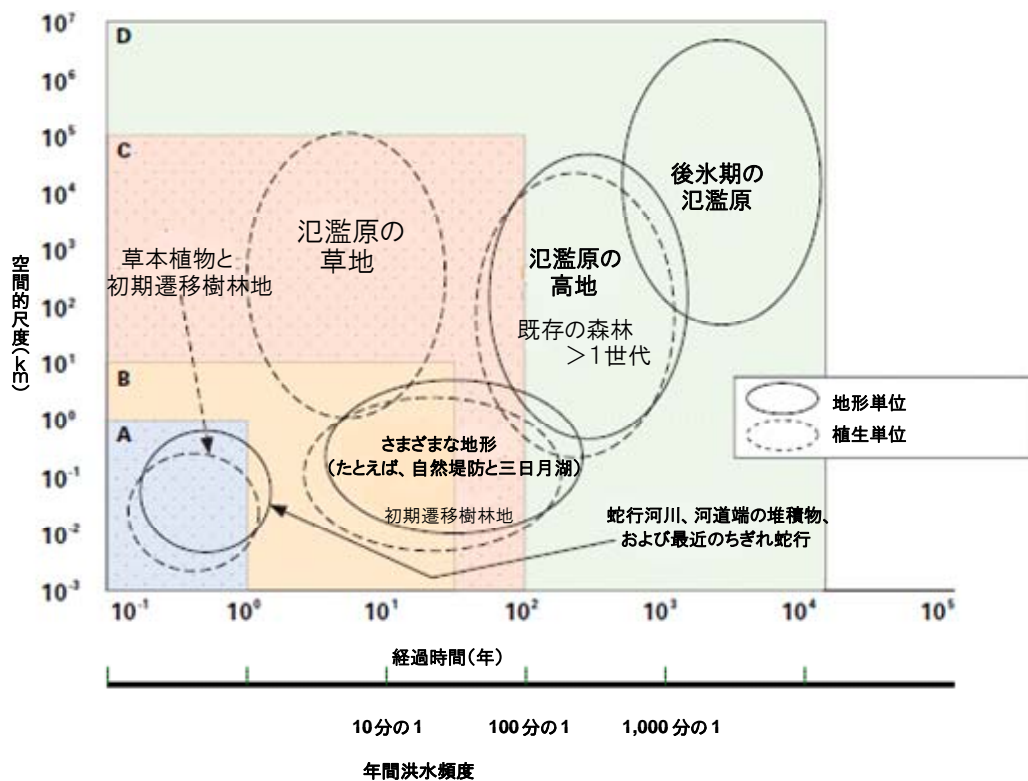 10⁷
10⁶
10⁵
10⁴
10³
10²
10¹
10⁰
10⁻¹
10⁻²
10⁻³
空間的尺度(km)
D
C
B
A
後氷期の
氾濫原
氾濫原の
草地
草本植物と
初期遷移樹林地
氾濫原の
高地
既存の森林
＞1世代
さまざまな地形
（たとえば、自然堤防と三日月湖）
初期遷移樹林地
地形単位
植生単位
蛇行河川、河道端の堆積物、
および最近のちぎれ蛇行
10⁻¹ 10⁰ 10¹ 10² 10³ 10⁴ 10⁵
経過時間（年）
10分の1 100分の1 1,000分の1
年間洪水頻度